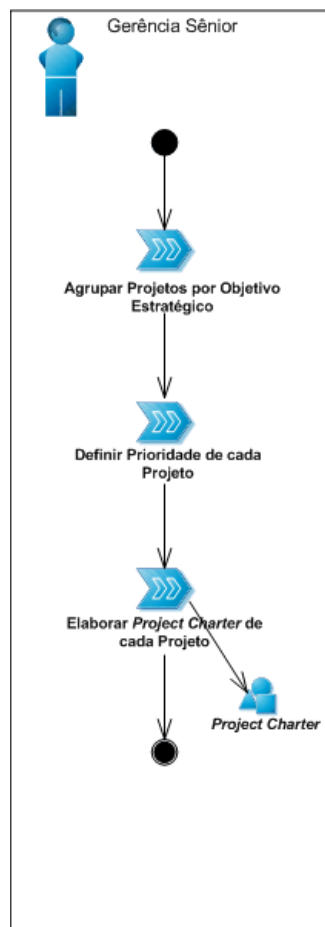 Gerência Sênior
Agrupar Projetos por Objetivo
Estratégico
Definir Prioridade de cada
Projeto
Elaborar Project Charter de
cada Projeto
Project Charter